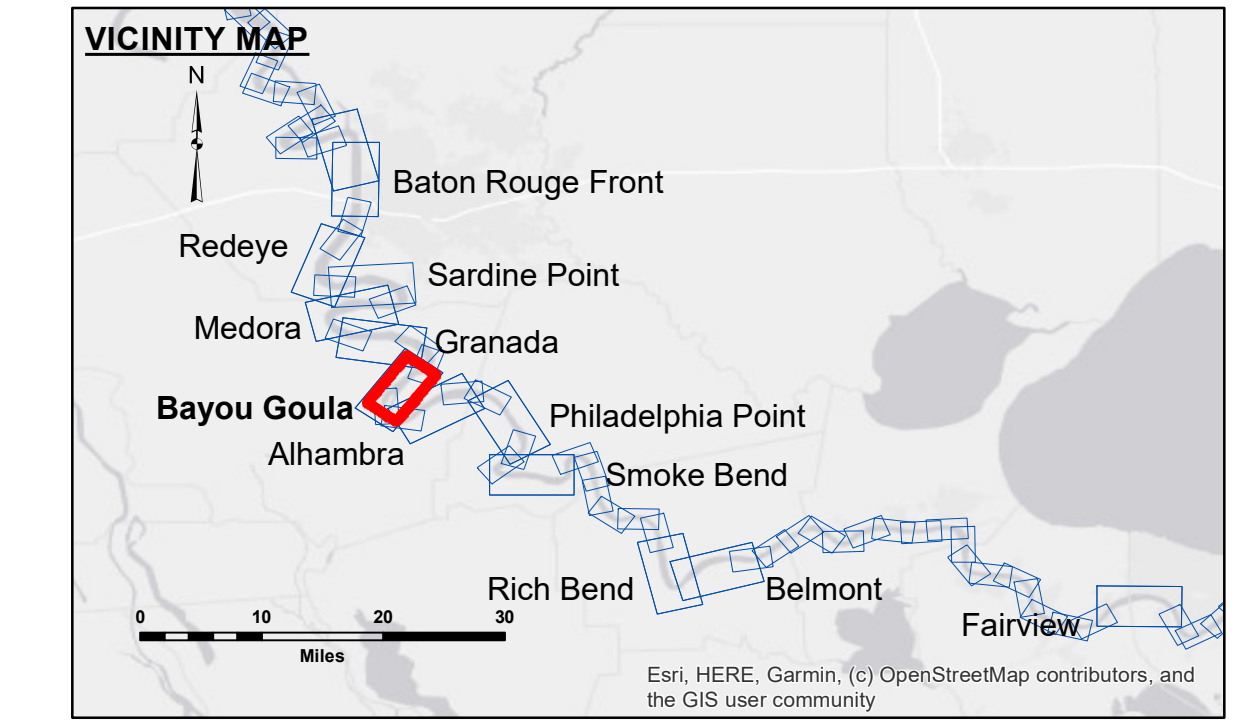 VICINITY MAP
N
Baton Rouge Front
Redeye
Sardine Point
Medora
Granada
Bayou Goula
Philadelphia Point
Alhambra
Smoke Bend
Rich Bend
Belmont
Fairview
0 10 20 30
Miles
Esri, HERE, Garmin, (c) OpenStreetMap contributors, and
the GIS user community